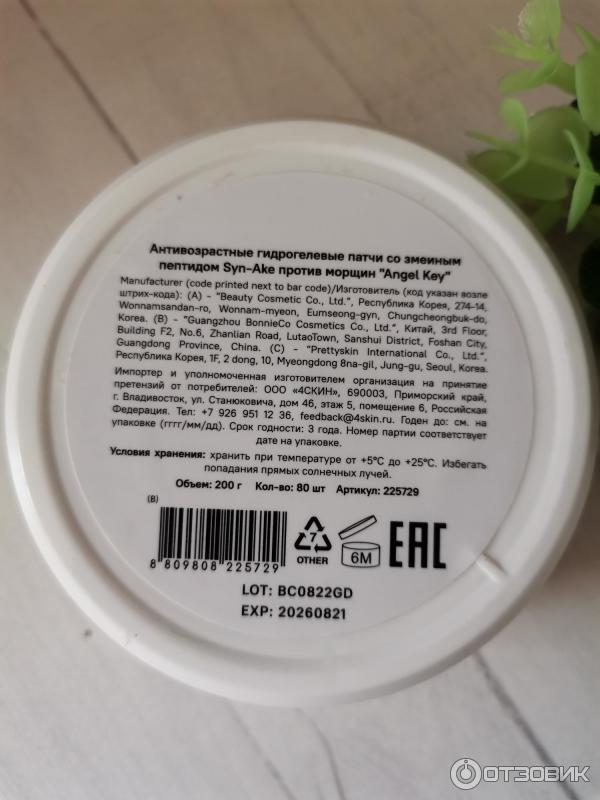 Антивозрастные гидрогелевые патчи со змеиным
пептидом Syn-Ake против морщин "Angel Key"
Manufacturer (code printed next to bar code)/Изготовитель (код указан возле
штрих-кода): (A) - "Beauty Cosmetic Co., Ltd.", Республика Корея, 274-14,
Wonnamsandan-ro, Wonnam-myeon, Eumseong-gyn, Chungcheongbuk-do,
Korea. (B) - "Guangzhou BonnieCo Cosmetics Co., Ltd.", Китай, 3rd Floor,
Building F2, No.6, Zhanlian Road, LutaoTown, Sanshui District, Foshan City,
Guangdong Province, China. (C) - "Prettyskin International Co., Ltd.",
Республика Корея, 1F, 2 dong, 10, Myeongdong 8na-gil, Jung-gu, Seoul, Korea.
Импортер и уполномоченная изготовителем организация на принятие
претензий от потребителей: ООО «4СКИН», 690003, Приморский край,
г. Владивосток, ул. Станюковича, дом 46, этаж 5, помещение 6, Российская
Федерация. Тел.: +7 926 951 12 36, feedback@4skin.ru. Годен до: см. на
упаковке (гггг/мм/дд). Срок годности: 3 года. Номер партии соответствует
дате на упаковке.
Условия хранения: хранить при температуре от +5°C до +25°C. Избегать
попадания прямых солнечных лучей.
Объем: 200 г Кол-во: 80 шт Артикул: 225729
(B)
8 809808 225729
7
OTHER
6M
EAC
LOT: BC0822GD
EXP: 20260821
ОТЗОВИК